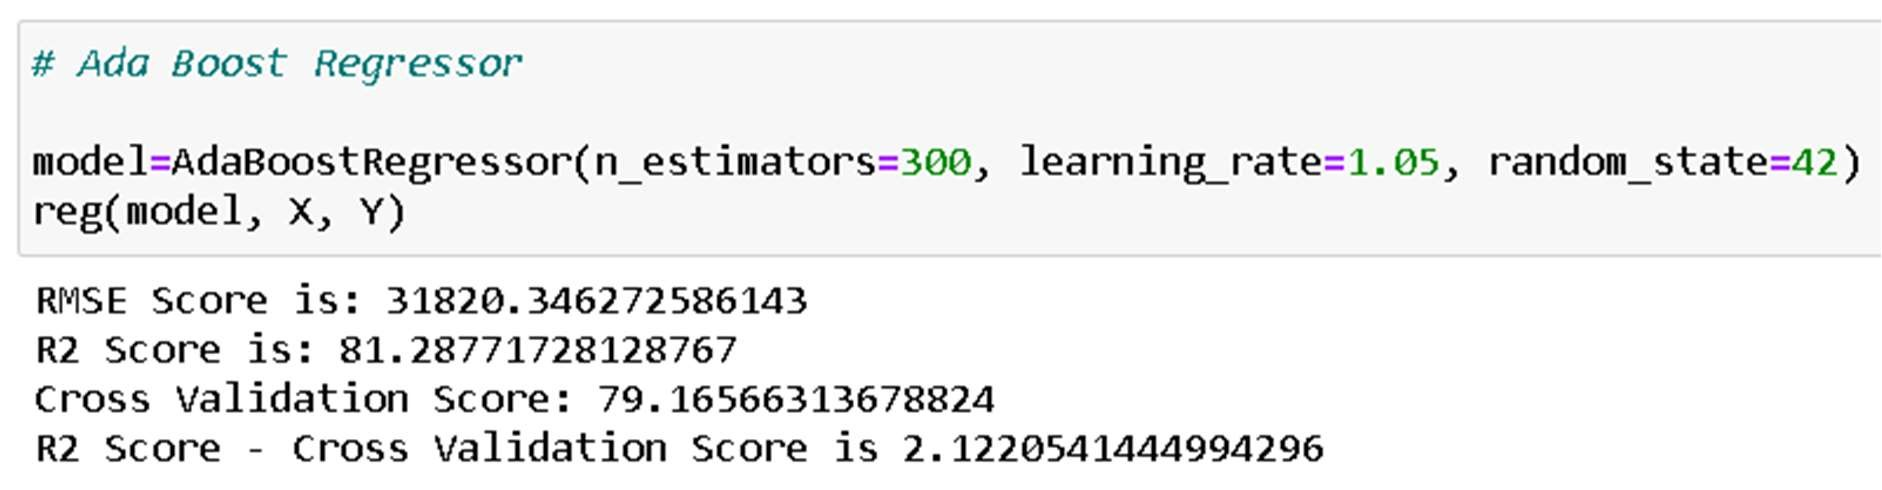 # Ada Boost Regressor
model=AdaBoostRegressor(n_estimators=300, learning_rate=1.05, random_state=42)
reg(model, X, Y)
RMSE Score is: 31820.346272586143
R2 Score is: 81.28771728128767
Cross Validation Score: 79.16566313678824
R2 Score - Cross Validation Score is 2.1220541444994296